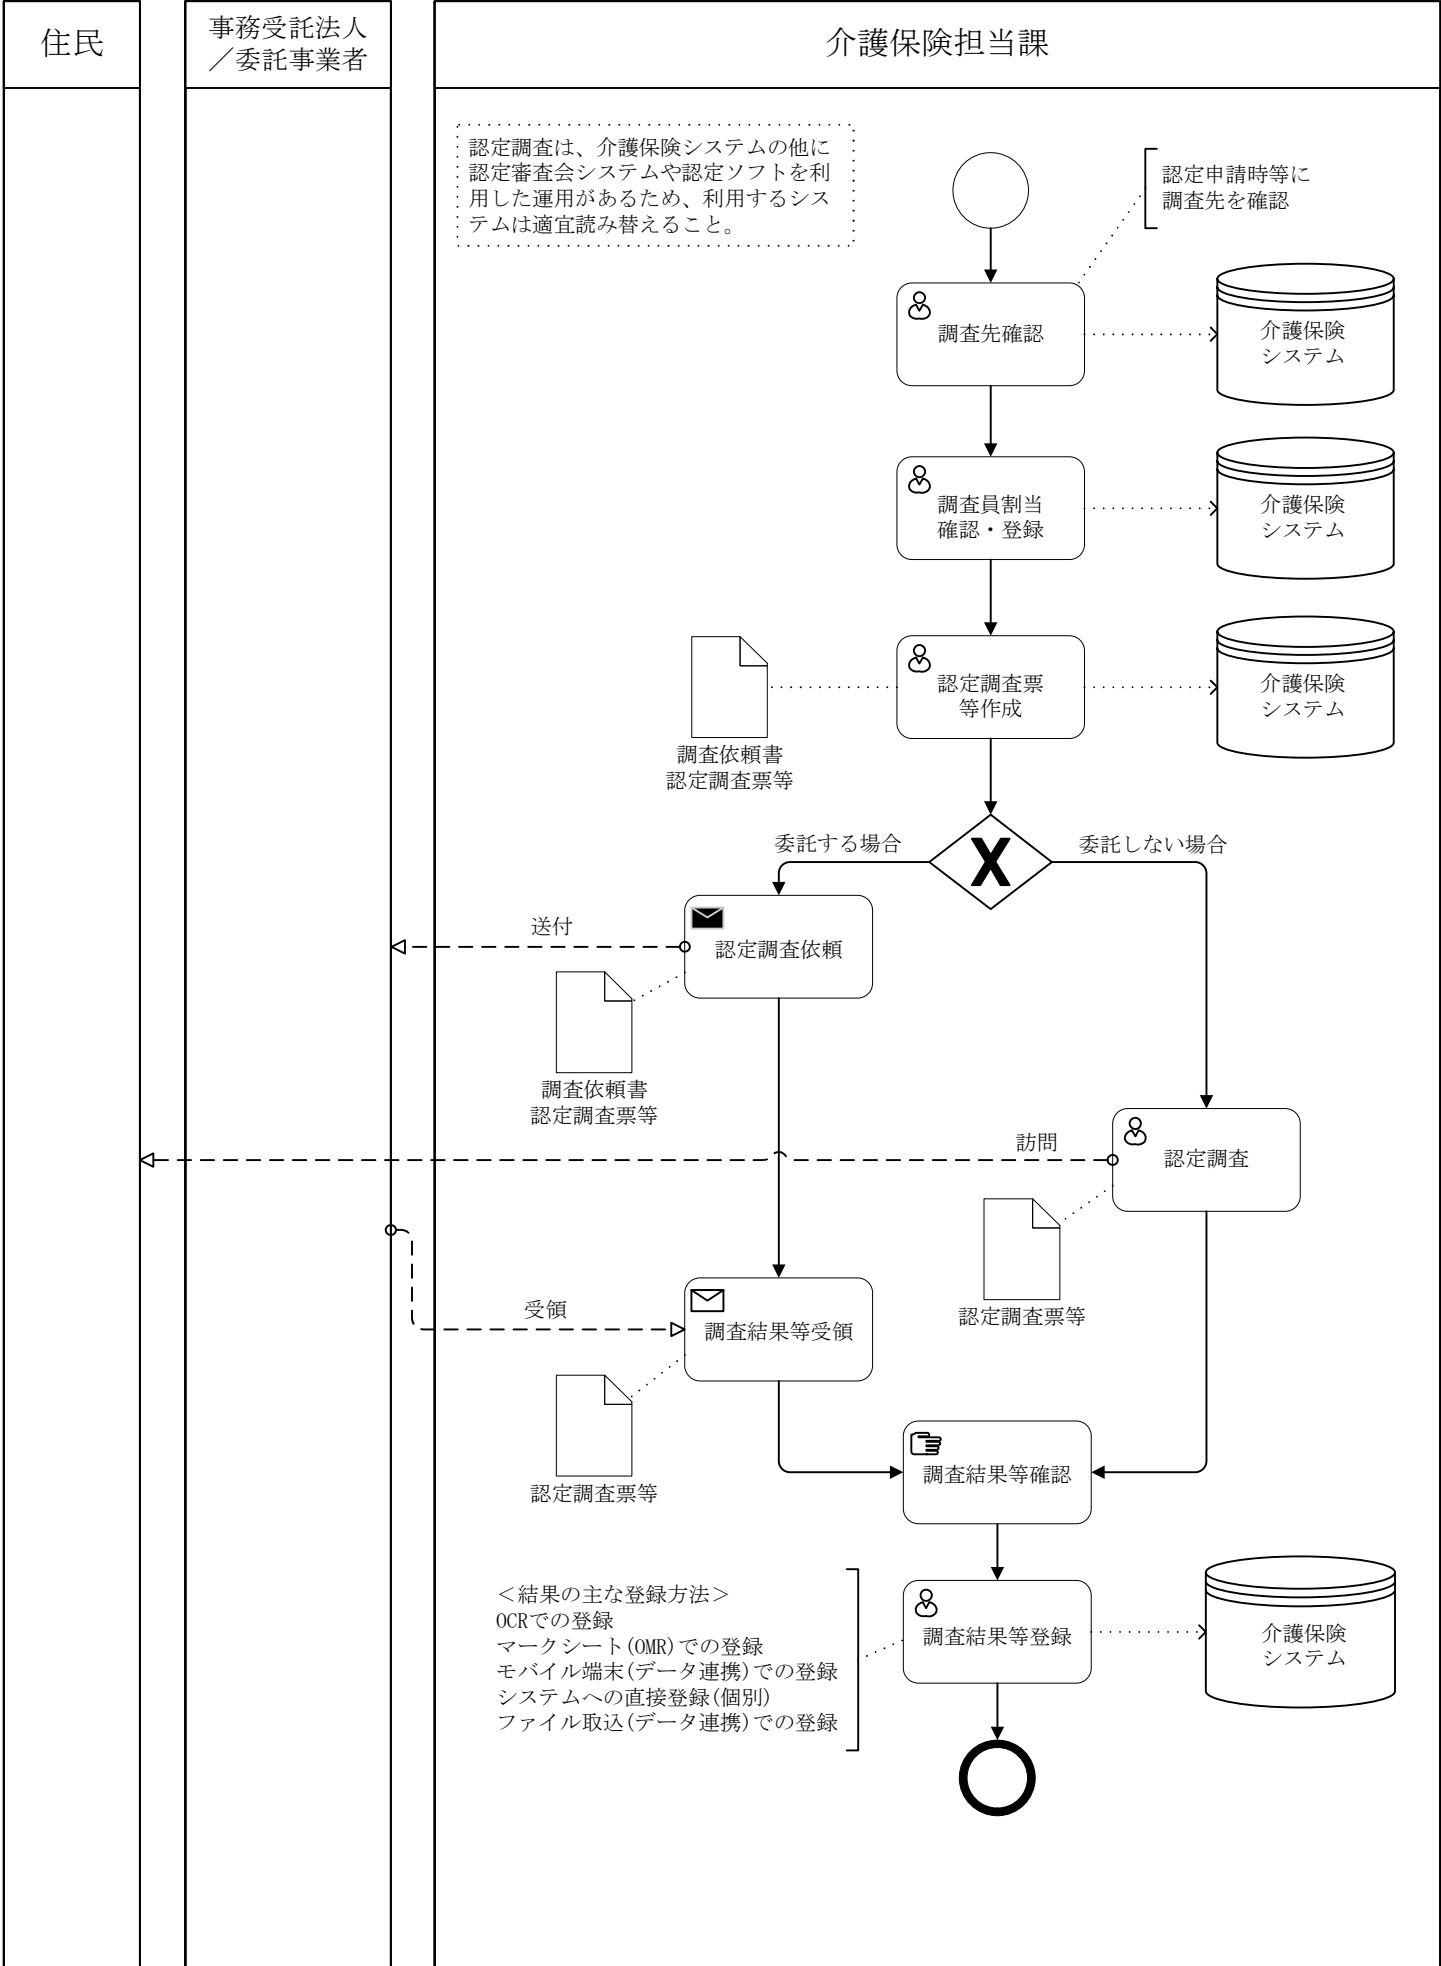 住民
事務受託法人
／委託事業者
介護保険担当課
認定調査は、介護保険システムの他に
認定審査会システムや認定ソフトを利
用した運用があるため、利用するシス
テムは適宜読み替えること。
認定申請時等に
調査先を確認
調査先確認
介護保険
システム
調査員割当
確認・登録
介護保険
システム
認定調査票
等作成
介護保険
システム
調査依頼書
認定調査票等
委託する場合
X
委託しない場合
送付
認定調査依頼
調査依頼書
認定調査票等
訪問
認定調査
認定調査票等
受領
調査結果等受領
認定調査票等
調査結果等確認
＜結果の主な登録方法＞
OCRでの登録
マークシート(OMR)での登録
モバイル端末(データ連携)での登録
システムへの直接登録(個別)
ファイル取込(データ連携)での登録
調査結果等登録
介護保険
システム